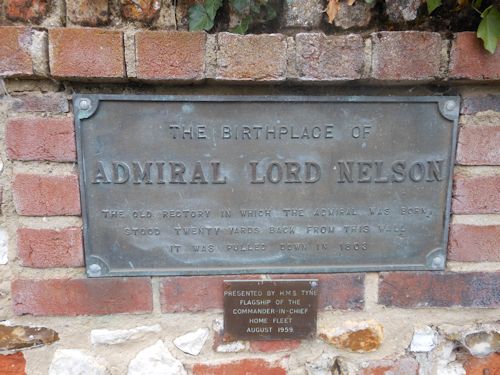 THE BIRTHPLACE OF
ADMIRAL LORD NELSON
THE OLD RECTORY IN WHICH THE ADMIRAL WAS BORN,
STOOD TWENTY YARDS BACK FROM THIS WALL
IT WAS PULLED DOWN IN 1803
PRESENTED BY H.M.S TYNE
FLAGSHIP OF THE
COMMANDER-IN-CHIEF
HOME FLEET
AUGUST 1959